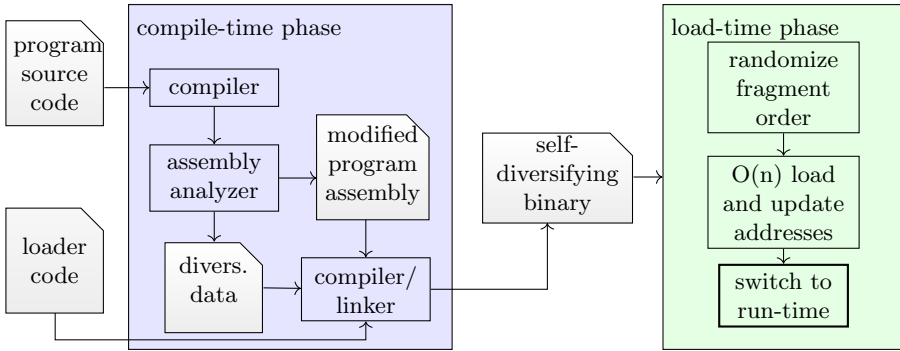 compile-time phase
load-time phase
program
source
code
compiler
assembly
analyzer
modified
program
assembly
loader
code
divers.
data
compiler/
linker
self-
diversifying
binary
randomize
fragment
order
O(n) load
and update
addresses
switch to
run-time